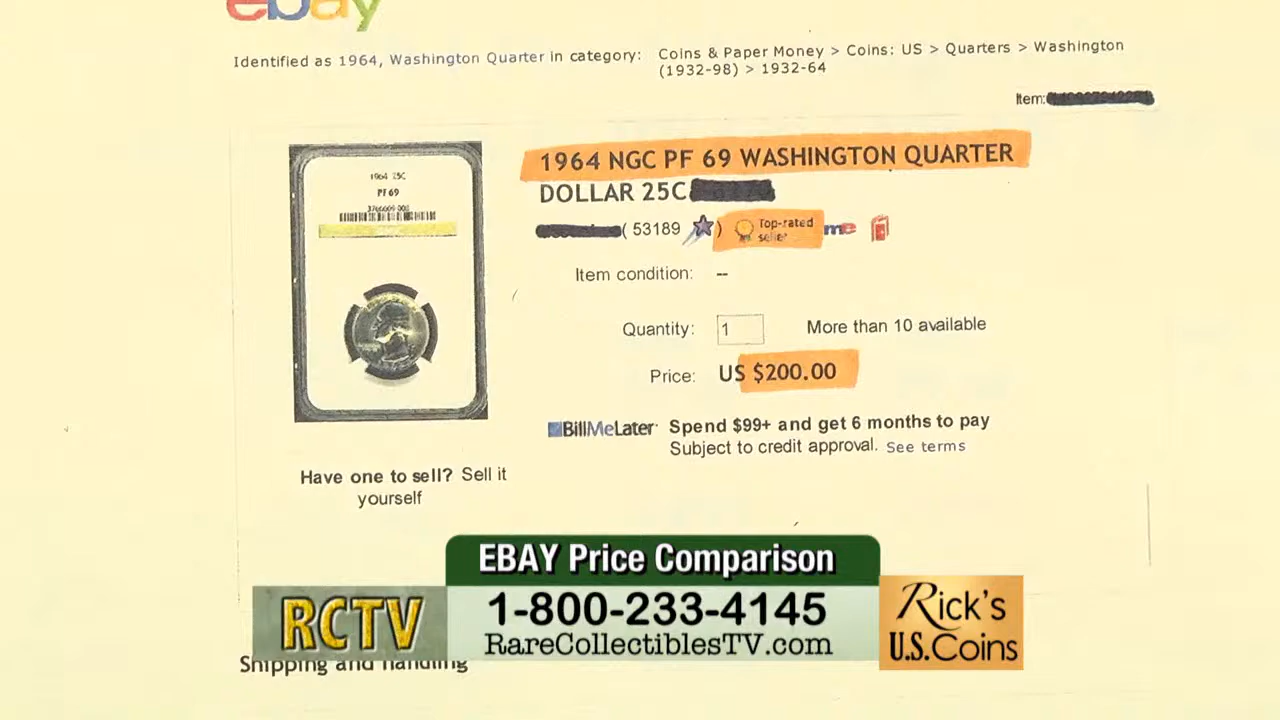 ebay
Identified as 1964, Washington Quarter in category: Coins & Paper Money > Coins: US > Quarters > Washington
(1932-98) > 1932-64
Item:
1964 25C
PF 69
1964 NGC PF 69 WASHINGTON QUARTER
DOLLAR 25C
( 53189 )
Top-rated
seller
me
Item condition: --
Quantity: 1 More than 10 available
Price: US $200.00
BillMeLater Spend $99+ and get 6 months to pay
Subject to credit approval. See terms
Have one to sell? Sell it
yourself
EBAY Price Comparison
RCTV
1-800-233-4145
RareCollectiblesTV.com
Rick's
U.S. Coins
Shipping and handling